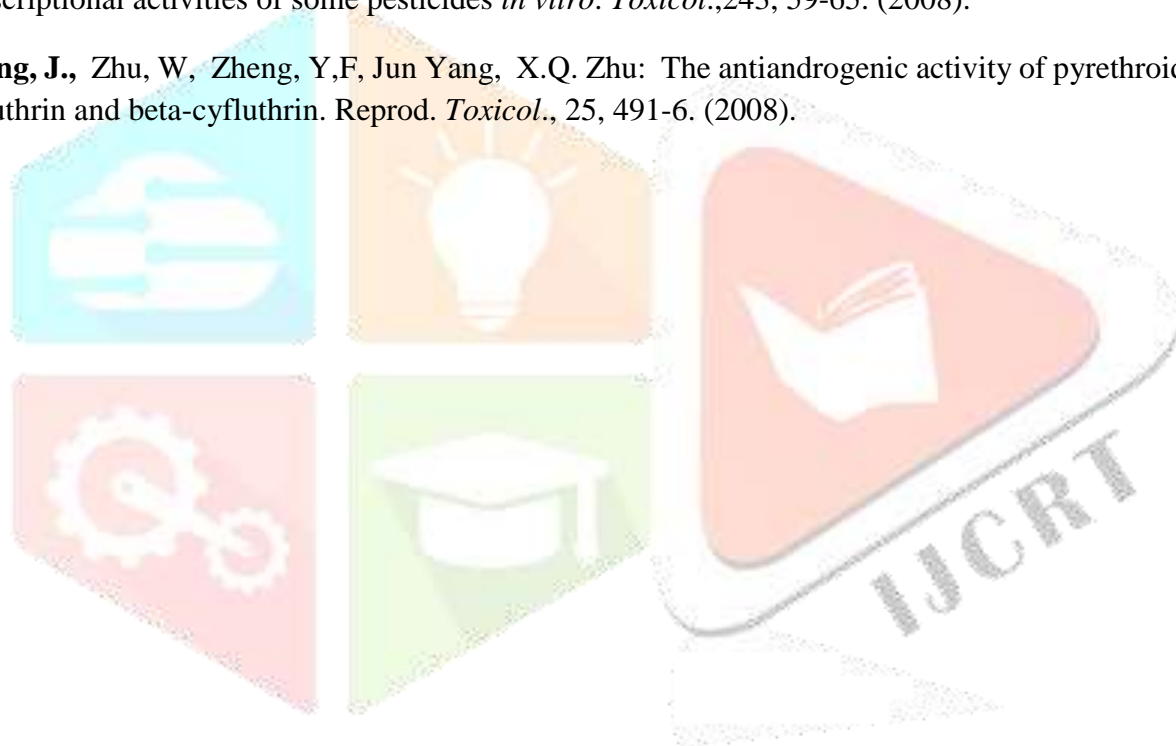 scriptional activities of some pesticides in vitro. Toxicol.,243, 59-65. (2008).
ng, J., Zhu, W, Zheng, Y,F, Jun Yang, X.Q. Zhu: The antiandrogenic activity of pyrethroid
uthrin and beta-cyfluthrin. Reprod. Toxicol., 25, 491-6. (2008).
IJCRT